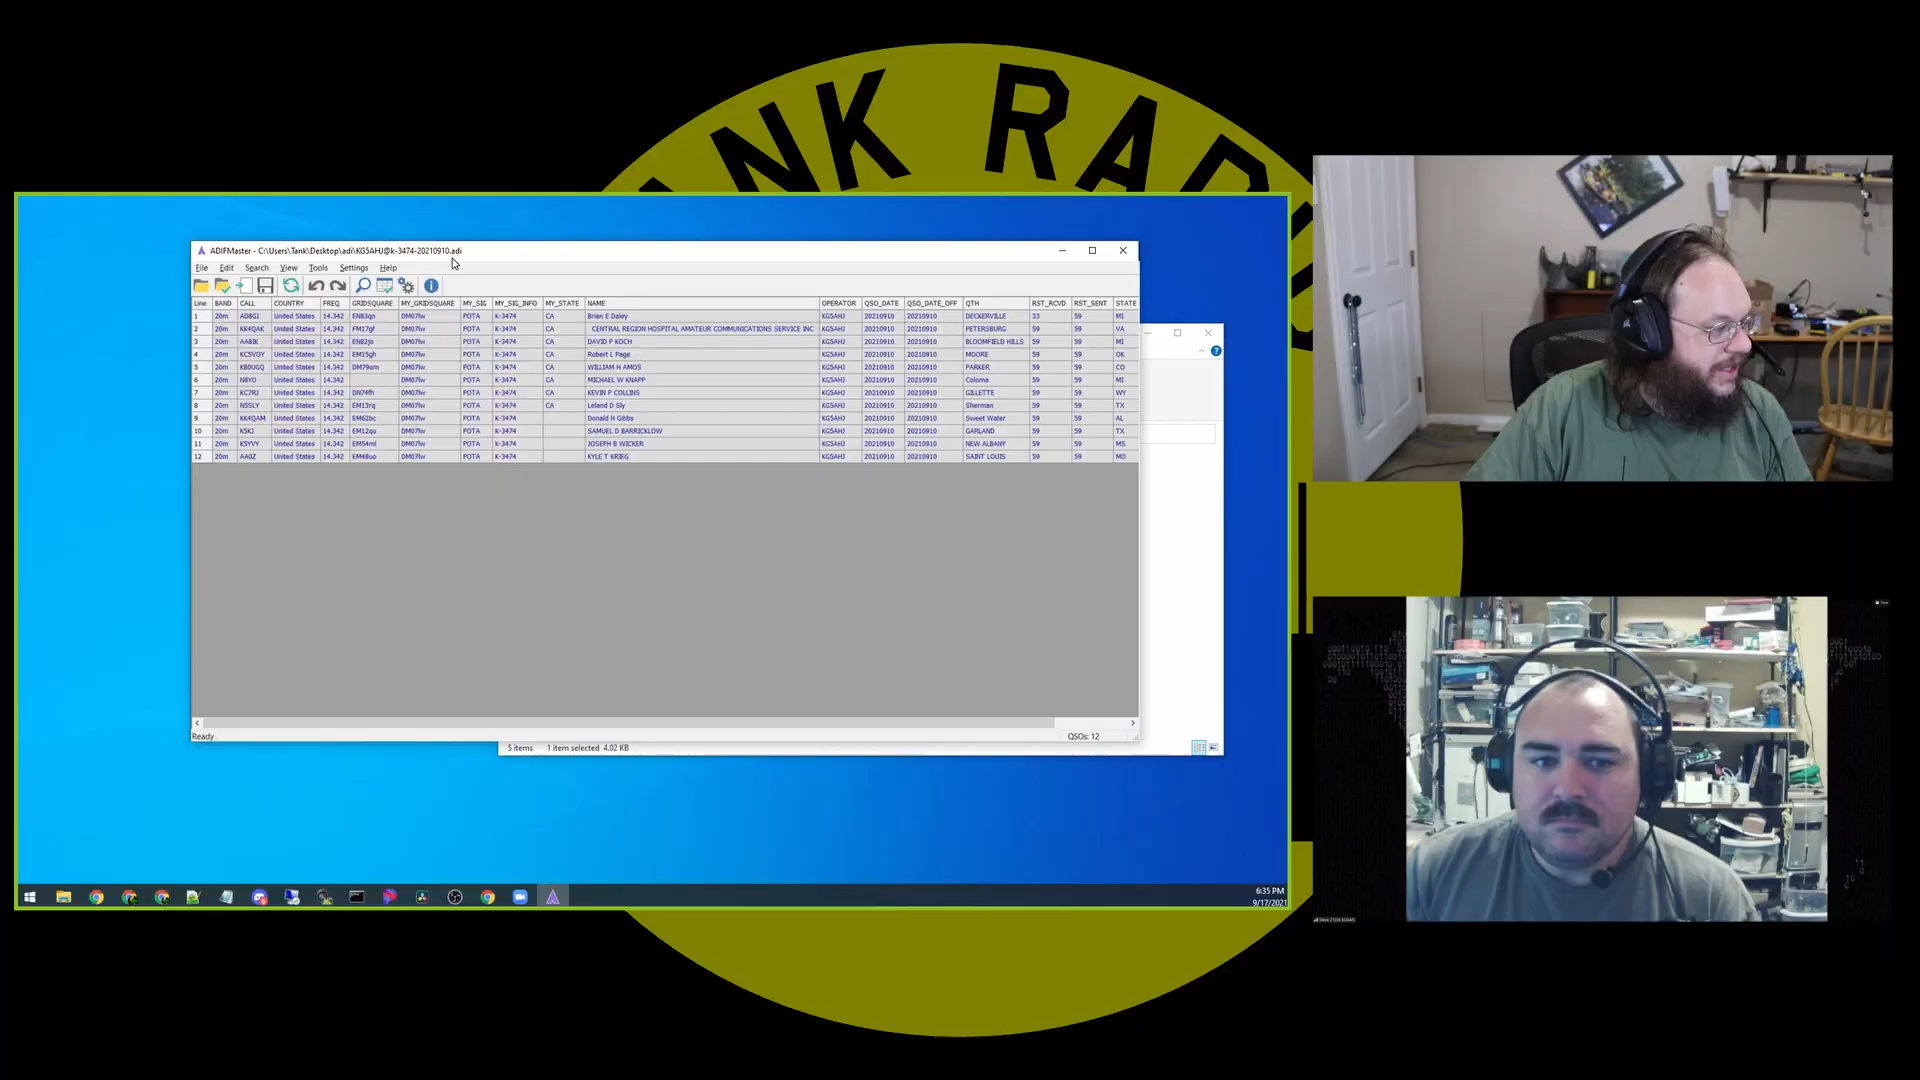 ANK RAD
ADIFMaster - C:\Users\Tank\Desktop\adi\KG5AHJ@k-3474-20210910.adi
File Edit Search View Tools Settings Help
Line BAND CALL COUNTRY FREQ GRIDSQUARE MY_GRIDSQUARE MY_SIG MY_SIG_INFO MY_STATE NAME OPERATOR QSO_DATE QSO_DATE_OFF QTH RST_RCVD RST_SENT STATE
1 20m AD8GI United States 14.342 EN83qn DM07lw POTA K-3474 CA Brian E Daley KG5AHJ 20210910 20210910 DECKERVILLE 33 59 MI
2 20m KK4QAK United States 14.342 FM17gf DM07lw POTA K-3474 CA CENTRAL REGION HOSPITAL AMATEUR COMMUNICATIONS SERVICE INC KG5AHJ 20210910 20210910 PETERSBURG 59 59 VA
3 20m AA8IK United States 14.342 EN82jo DM07lw POTA K-3474 CA DAVID P KOCH KG5AHJ 20210910 20210910 BLOOMFIELD HILLS 59 59 MI
4 20m KC5VOY United States 14.342 EM15gh DM07lw POTA K-3474 CA Robert L Page KG5AHJ 20210910 20210910 MOORE 59 59 OK
5 20m KB0UGQ United States 14.342 DM79om DM07lw POTA K-3474 CA WILLIAM H AMOS KG5AHJ 20210910 20210910 PARKER 59 59 CO
6 20m N8YO United States 14.342 DM07lw POTA K-3474 CA MICHAEL W KNAPP KG5AHJ 20210910 20210910 Coloma 59 59 MI
7 20m KC7RJ United States 14.342 DN74fh DM07lw POTA K-3474 CA KEVIN P COLLINS KG5AHJ 20210910 20210910 GILLETTE 59 59 WY
8 20m N5SLY United States 14.342 EM13rq DM07lw POTA K-3474 CA Leland D Sly KG5AHJ 20210910 20210910 Sherman 59 59 TX
9 20m KK4QAM United States 14.342 EM62bc DM07lw POTA K-3474 Donald H Gibbs KG5AHJ 20210910 20210910 Sweet Water 59 59 AL
10 20m K5KJ United States 14.342 EM12qu DM07lw POTA K-3474 SAMUEL D BARRICKLOW KG5AHJ 20210910 20210910 GARLAND 59 59 TX
11 20m K5YVY United States 14.342 EM54ml DM07lw POTA K-3474 JOSEPH B WICKER KG5AHJ 20210910 20210910 NEW ALBANY 59 59 MS
12 20m AA0Z United States 14.342 EM48uo DM07lw POTA K-3474 KYLE T KRIEG KG5AHJ 20210910 20210910 SAINT LOUIS 59 59 MO
Ready QSOs: 12
5 items 1 item selected 4.02 KB
6:35 PM
9/17/2021